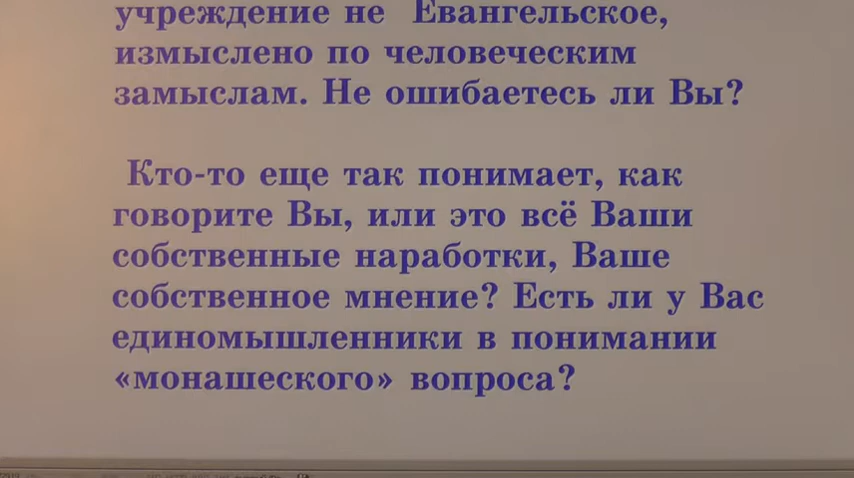 учреждение не Евангельское,
измыслено по человеческим
замыслам. Не ошибаетесь ли Вы?
Кто-то еще так понимает, как
говорите Вы, или это всё Ваши
собственные наработки, Ваше
собственное мнение? Есть ли у Вас
единомышленники в понимании
«монашеского» вопроса?